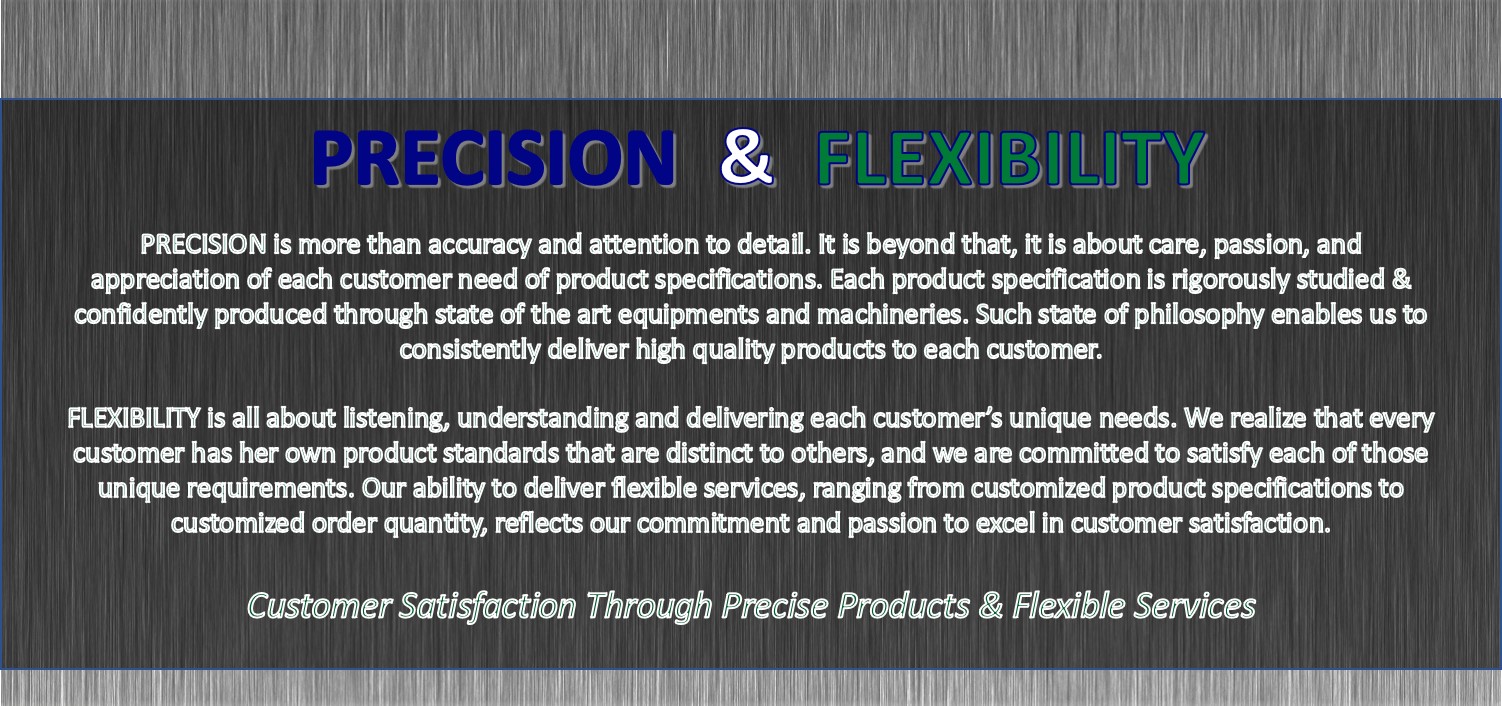 PRECISION & FLEXIBILITY
PRECISION is more than accuracy and attention to detail. It is beyond that, it is about care, passion, and
appreciation of each customer need of product specifications. Each product specification is rigorously studied &
confidently produced through state of the art equipments and machineries. Such state of philosophy enables us to
consistently deliver high quality products to each customer.
FLEXIBILITY is all about listening, understanding and delivering each customer’s unique needs. We realize that every
customer has her own product standards that are distinct to others, and we are committed to satisfy each of those
unique requirements. Our ability to deliver flexible services, ranging from customized product specifications to
customized order quantity, reflects our commitment and passion to excel in customer satisfaction.
Customer Satisfaction Through Precise Products & Flexible Services